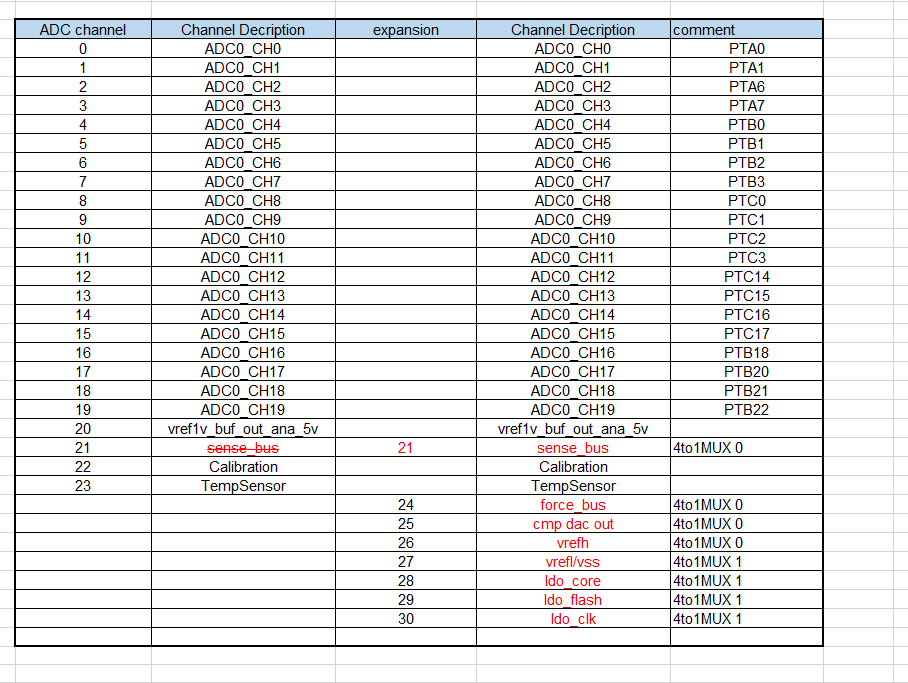 ADC channel Channel Decription expansion Channel Decription comment
0 ADC0_CH0 ADC0_CH0 PTA0
1 ADC0_CH1 ADC0_CH1 PTA1
2 ADC0_CH2 ADC0_CH2 PTA6
3 ADC0_CH3 ADC0_CH3 PTA7
4 ADC0_CH4 ADC0_CH4 PTB0
5 ADC0_CH5 ADC0_CH5 PTB1
6 ADC0_CH6 ADC0_CH6 PTB2
7 ADC0_CH7 ADC0_CH7 PTB3
8 ADC0_CH8 ADC0_CH8 PTC0
9 ADC0_CH9 ADC0_CH9 PTC1
10 ADC0_CH10 ADC0_CH10 PTC2
11 ADC0_CH11 ADC0_CH11 PTC3
12 ADC0_CH12 ADC0_CH12 PTC14
13 ADC0_CH13 ADC0_CH13 PTC15
14 ADC0_CH14 ADC0_CH14 PTC16
15 ADC0_CH15 ADC0_CH15 PTC17
16 ADC0_CH16 ADC0_CH16 PTB18
17 ADC0_CH17 ADC0_CH17 PTB20
18 ADC0_CH18 ADC0_CH18 PTB21
19 ADC0_CH19 ADC0_CH19 PTB22
20 vref1v_buf_out_ana_5v vref1v_buf_out_ana_5v
21 sense_bus 21 sense_bus 4to1MUX 0
22 Calibration Calibration
23 TempSensor TempSensor
24 force_bus 4to1MUX 0
25 cmp dac out 4to1MUX 0
26 vrefh 4to1MUX 0
27 vrefl/vss 4to1MUX 1
28 ldo_core 4to1MUX 1
29 ldo_flash 4to1MUX 1
30 ldo_clk 4to1MUX 1